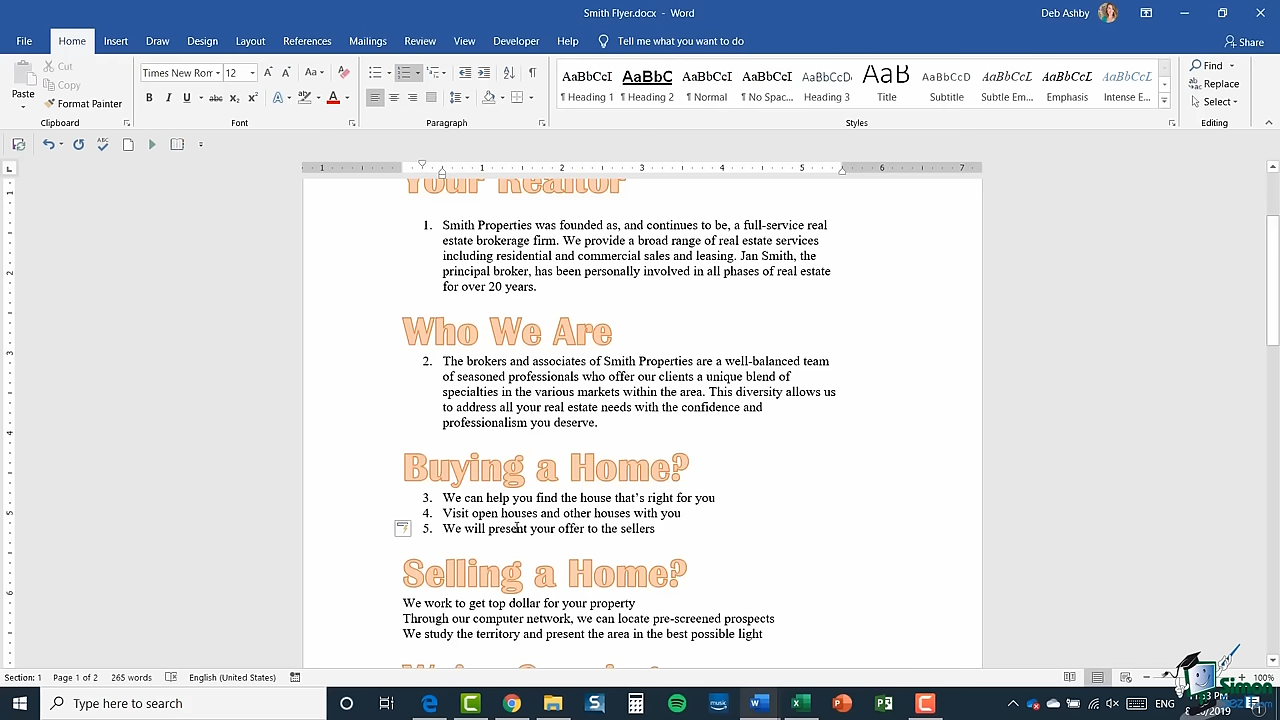 Smith Flyer.docx - Word
Deb Ashby
File Home Insert Draw Design Layout References Mailings Review View Developer Help Tell me what you want to do Share
Paste
Cut
Copy
Format Painter
Clipboard
Times New Ron 12
Aa
B I U abc x₂ x² A A
Font
Paragraph
AaBbCcI AaBbC AaBbCcI AaBbCcI AaBbCcD AaB AaBbCcD AaBbCcL AaBbCcL AaBbCcL
¶ Heading 1 ¶ Heading 2 ¶ Normal ¶ No Spac... Heading 3 Title Subtitle Subtle Em... Emphasis Intense E...
Styles
Find
Replace
Select
Editing
1 1 2 3 4 5 6 7
Your Realtor
1. Smith Properties was founded as, and continues to be, a full-service real
estate brokerage firm. We provide a broad range of real estate services
including residential and commercial sales and leasing. Jan Smith, the
principal broker, has been personally involved in all phases of real estate
for over 20 years.
Who We Are
2. The brokers and associates of Smith Properties are a well-balanced team
of seasoned professionals who offer our clients a unique blend of
specialties in the various markets within the area. This diversity allows us
to address all your real estate needs with the confidence and
professionalism you deserve.
Buying a Home?
3. We can help you find the house that's right for you
4. Visit open houses and other houses with you
5. We will present your offer to the sellers
Selling a Home?
We work to get top dollar for your property
Through our computer network, we can locate pre-screened prospects
We study the territory and present the area in the best possible light
Section: 1 Page 1 of 2 265 words English (United States) 100%
Type here to search
ENG